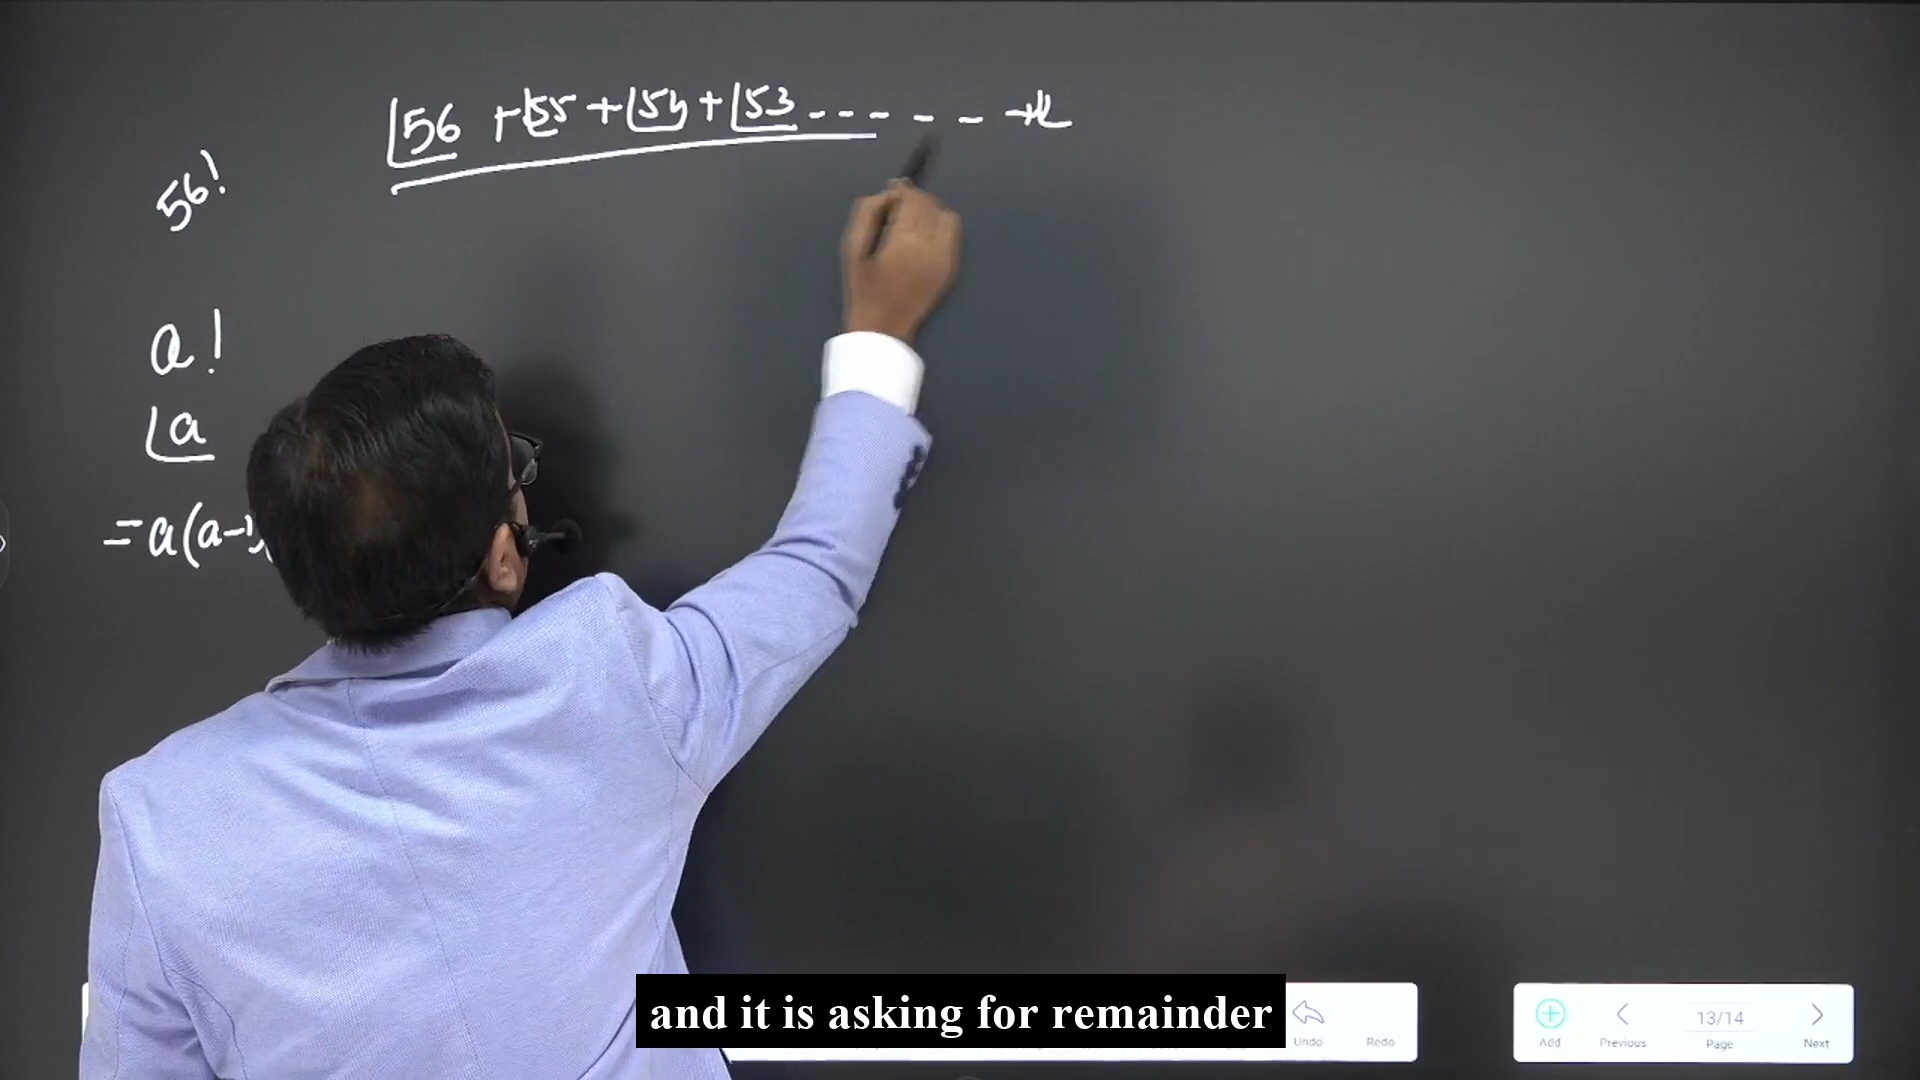 ⌊56 + ⌊55 + ⌊54 + ⌊53 ------ + ⌊1
56!
a!
⌊a
= a(a-1)(
and it is asking for remainder
Undo
Redo
Add
Previous
13/14
Page
Next